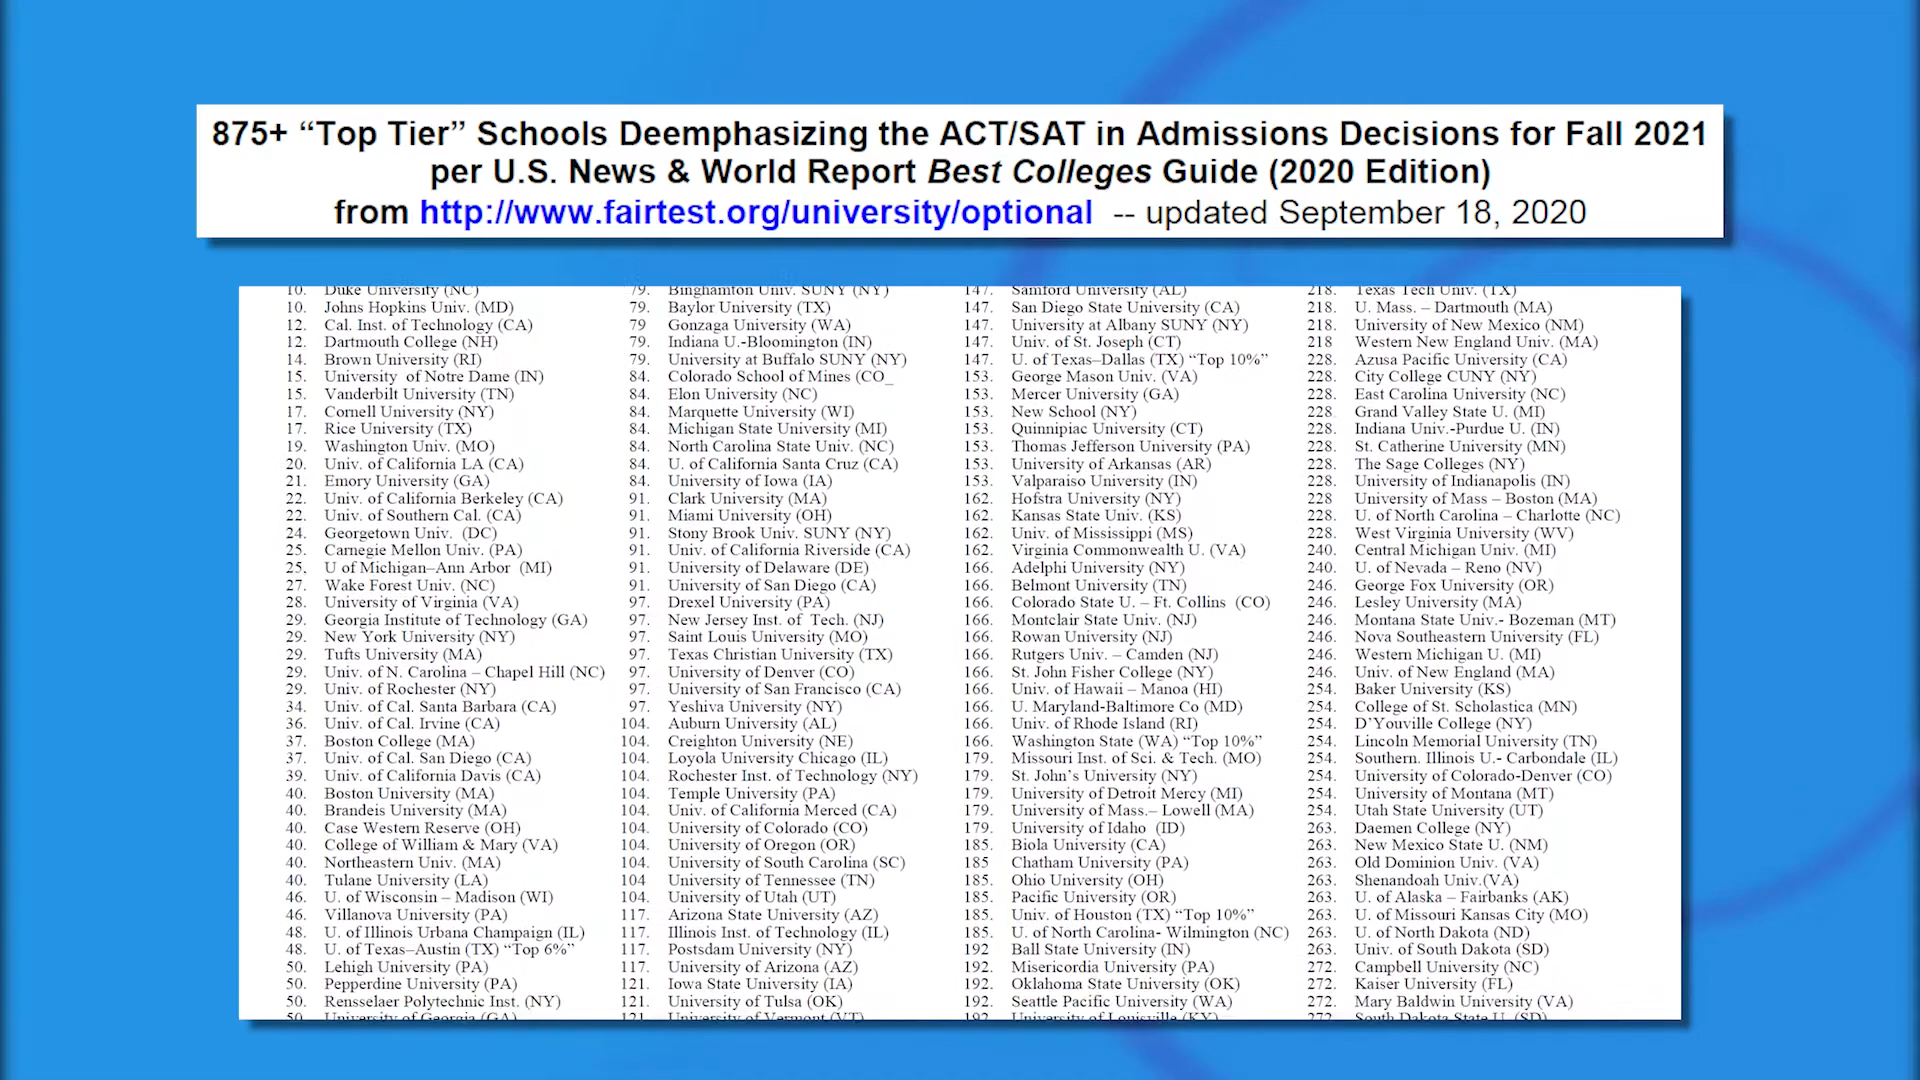 875+ “Top Tier” Schools Deemphasizing the ACT/SAT in Admissions Decisions for Fall 2021
per U.S. News & World Report Best Colleges Guide (2020 Edition)
from http://www.fairtest.org/university/optional -- updated September 18, 2020
10. Duke University (NC)
10. Johns Hopkins Univ. (MD)
12. Cal. Inst. of Technology (CA)
12. Dartmouth College (NH)
14. Brown University (RI)
15. University of Notre Dame (IN)
15. Vanderbilt University (TN)
17. Cornell University (NY)
17. Rice University (TX)
19. Washington Univ. (MO)
20. Univ. of California LA (CA)
21. Emory University (GA)
22. Univ. of California Berkeley (CA)
22. Univ. of Southern Cal. (CA)
24. Georgetown Univ. (DC)
25. Carnegie Mellon Univ. (PA)
25. U of Michigan–Ann Arbor (MI)
27. Wake Forest Univ. (NC)
28. University of Virginia (VA)
29. Georgia Institute of Technology (GA)
29. New York University (NY)
29. Tufts University (MA)
29. Univ. of N. Carolina – Chapel Hill (NC)
29. Univ. of Rochester (NY)
34. Univ. of Cal. Santa Barbara (CA)
36. Univ. of Cal. Irvine (CA)
37. Boston College (MA)
37. Univ. of Cal. San Diego (CA)
39. Univ. of California Davis (CA)
40. Boston University (MA)
40. Brandeis University (MA)
40. Case Western Reserve (OH)
40. College of William & Mary (VA)
40. Northeastern Univ. (MA)
40. Tulane University (LA)
46. U. of Wisconsin – Madison (WI)
46. Villanova University (PA)
48. U. of Illinois Urbana Champaign (IL)
48. U. of Texas–Austin (TX) “Top 6%”
50. Lehigh University (PA)
50. Pepperdine University (PA)
50. Rensselaer Polytechnic Inst. (NY)
50. University of Georgia (GA)
79. Binghamton Univ. SUNY (NY)
79. Baylor University (TX)
79 Gonzaga University (WA)
79. Indiana U.-Bloomington (IN)
79. University at Buffalo SUNY (NY)
84. Colorado School of Mines (CO_
84. Elon University (NC)
84. Marquette University (WI)
84. Michigan State University (MI)
84. North Carolina State Univ. (NC)
84. U. of California Santa Cruz (CA)
84. University of Iowa (IA)
91. Clark University (MA)
91. Miami University (OH)
91. Stony Brook Univ. SUNY (NY)
91. Univ. of California Riverside (CA)
91. University of Delaware (DE)
91. University of San Diego (CA)
97. Drexel University (PA)
97. New Jersey Inst. of Tech. (NJ)
97. Saint Louis University (MO)
97. Texas Christian University (TX)
97. University of Denver (CO)
97. University of San Francisco (CA)
97. Yeshiva University (NY)
104. Auburn University (AL)
104. Creighton University (NE)
104. Loyola University Chicago (IL)
104. Rochester Inst. of Technology (NY)
104. Temple University (PA)
104. Univ. of California Merced (CA)
104. University of Colorado (CO)
104. University of Oregon (OR)
104. University of South Carolina (SC)
104 University of Tennessee (TN)
104. University of Utah (UT)
117. Arizona State University (AZ)
117. Illinois Inst. of Technology (IL)
117. Postsdam University (NY)
117. University of Arizona (AZ)
121. Iowa State University (IA)
121. University of Tulsa (OK)
121. University of Vermont (VT)
147. Samford University (AL)
147. San Diego State University (CA)
147. University at Albany SUNY (NY)
147. Univ. of St. Joseph (CT)
147. U. of Texas–Dallas (TX) “Top 10%”
153. George Mason Univ. (VA)
153. Mercer University (GA)
153. New School (NY)
153. Quinnipiac University (CT)
153. Thomas Jefferson University (PA)
153. University of Arkansas (AR)
153. Valparaiso University (IN)
162. Hofstra University (NY)
162. Kansas State Univ. (KS)
162. Univ. of Mississippi (MS)
162. Virginia Commonwealth U. (VA)
166. Adelphi University (NY)
166. Belmont University (TN)
166. Colorado State U. – Ft. Collins (CO)
166. Montclair State Univ. (NJ)
166. Rowan University (NJ)
166. Rutgers Univ. – Camden (NJ)
166. St. John Fisher College (NY)
166. Univ. of Hawaii – Manoa (HI)
166. U. Maryland-Baltimore Co (MD)
166. Univ. of Rhode Island (RI)
166. Washington State (WA) “Top 10%”
179. Missouri Inst. of Sci. & Tech. (MO)
179. St. John’s University (NY)
179. University of Detroit Mercy (MI)
179. University of Mass.– Lowell (MA)
179. University of Idaho (ID)
185. Biola University (CA)
185 Chatham University (PA)
185. Ohio University (OH)
185. Pacific University (OR)
185. Univ. of Houston (TX) “Top 10%”
185. U. of North Carolina- Wilmington (NC)
192 Ball State University (IN)
192. Misericordia University (PA)
192. Oklahoma State University (OK)
192. Seattle Pacific University (WA)
192. University of Louisville (KY)
218. Texas Tech Univ. (TX)
218. U. Mass. – Dartmouth (MA)
218. University of New Mexico (NM)
218 Western New England Univ. (MA)
228. Azusa Pacific University (CA)
228. City College CUNY (NY)
228. East Carolina University (NC)
228. Grand Valley State U. (MI)
228. Indiana Univ.-Purdue U. (IN)
228. St. Catherine University (MN)
228. The Sage Colleges (NY)
228. University of Indianapolis (IN)
228 University of Mass – Boston (MA)
228. U. of North Carolina – Charlotte (NC)
228. West Virginia University (WV)
240. Central Michigan Univ. (MI)
240. U. of Nevada – Reno (NV)
246. George Fox University (OR)
246. Lesley University (MA)
246. Montana State Univ.- Bozeman (MT)
246. Nova Southeastern University (FL)
246. Western Michigan U. (MI)
246. Univ. of New England (MA)
254. Baker University (KS)
254. College of St. Scholastica (MN)
254. D’Youville College (NY)
254. Lincoln Memorial University (TN)
254. Southern. Illinois U.- Carbondale (IL)
254. University of Colorado-Denver (CO)
254. University of Montana (MT)
254. Utah State University (UT)
263. Daemen College (NY)
263. New Mexico State U. (NM)
263. Old Dominion Univ. (VA)
263. Shenandoah Univ.(VA)
263. U. of Alaska – Fairbanks (AK)
263. U. of Missouri Kansas City (MO)
263. U. of North Dakota (ND)
263. Univ. of South Dakota (SD)
272. Campbell University (NC)
272. Kaiser University (FL)
272. Mary Baldwin University (VA)
272. South Dakota State U. (SD)